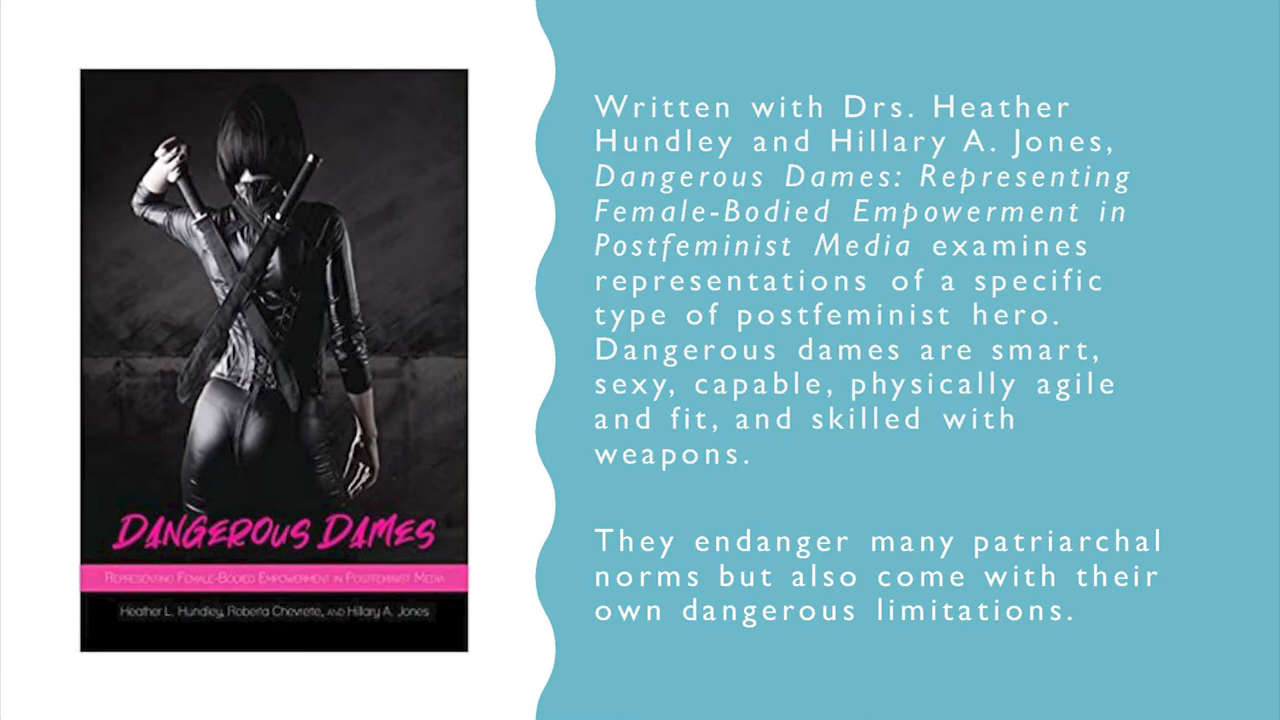 DANGEROUS DAMES
REPRESENTING FEMALE-BODIED EMPOWERMENT IN POSTFEMINIST MEDIA
Heather L. Hundley, Roberta Chevrette, AND Hillary A. Jones
Written with Drs. Heather
Hundley and Hillary A. Jones,
Dangerous Dames: Representing
Female-Bodied Empowerment in
Postfeminist Media examines
representations of a specific
type of postfeminist hero.
Dangerous dames are smart,
sexy, capable, physically agile
and fit, and skilled with
weapons.
They endanger many patriarchal
norms but also come with their
own dangerous limitations.